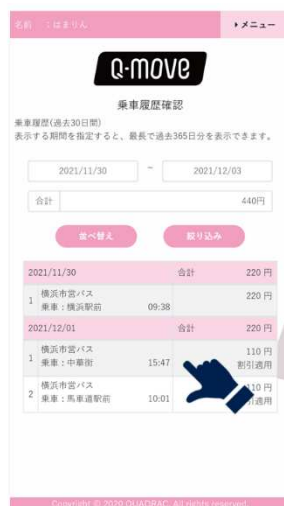 名前 :はまりん
メニュー
Q-move
乗車履歴確認
乗車履歴(過去30日間)
表示する期間を指定すると、最長で過去365日分を表示できます。
2021/11/30 ~ 2021/12/03
合計 440円
並べ替え 絞り込み
2021/11/30 合計 220 円
1 横浜市営バス 220 円
乗車:横浜駅前 09:38
2021/12/01 合計 220 円
1 横浜市営バス 110 円
乗車:中華街 15:47 割引適用
2 横浜市営バス 110 円
乗車:馬車道駅前 10:01 引適用
Copyright © 2020 QUADRAC. All rights reserved.